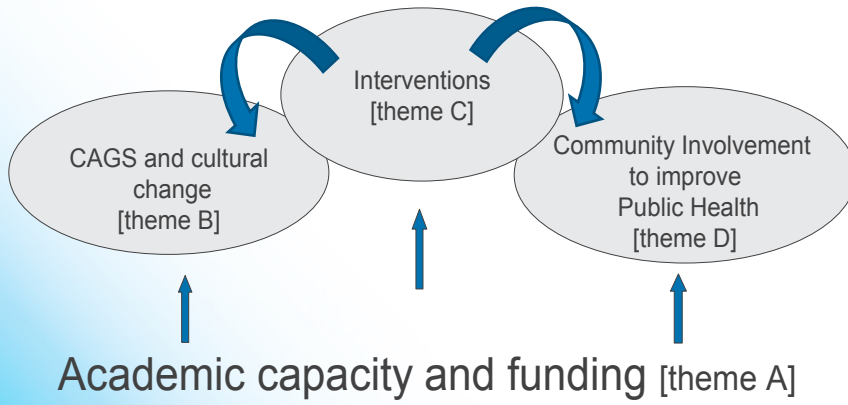 Interventions
[theme C]
CAGS and cultural
change
[theme B]
Community Involvement
to improve
Public Health
[theme D]
Academic capacity and funding [theme A]